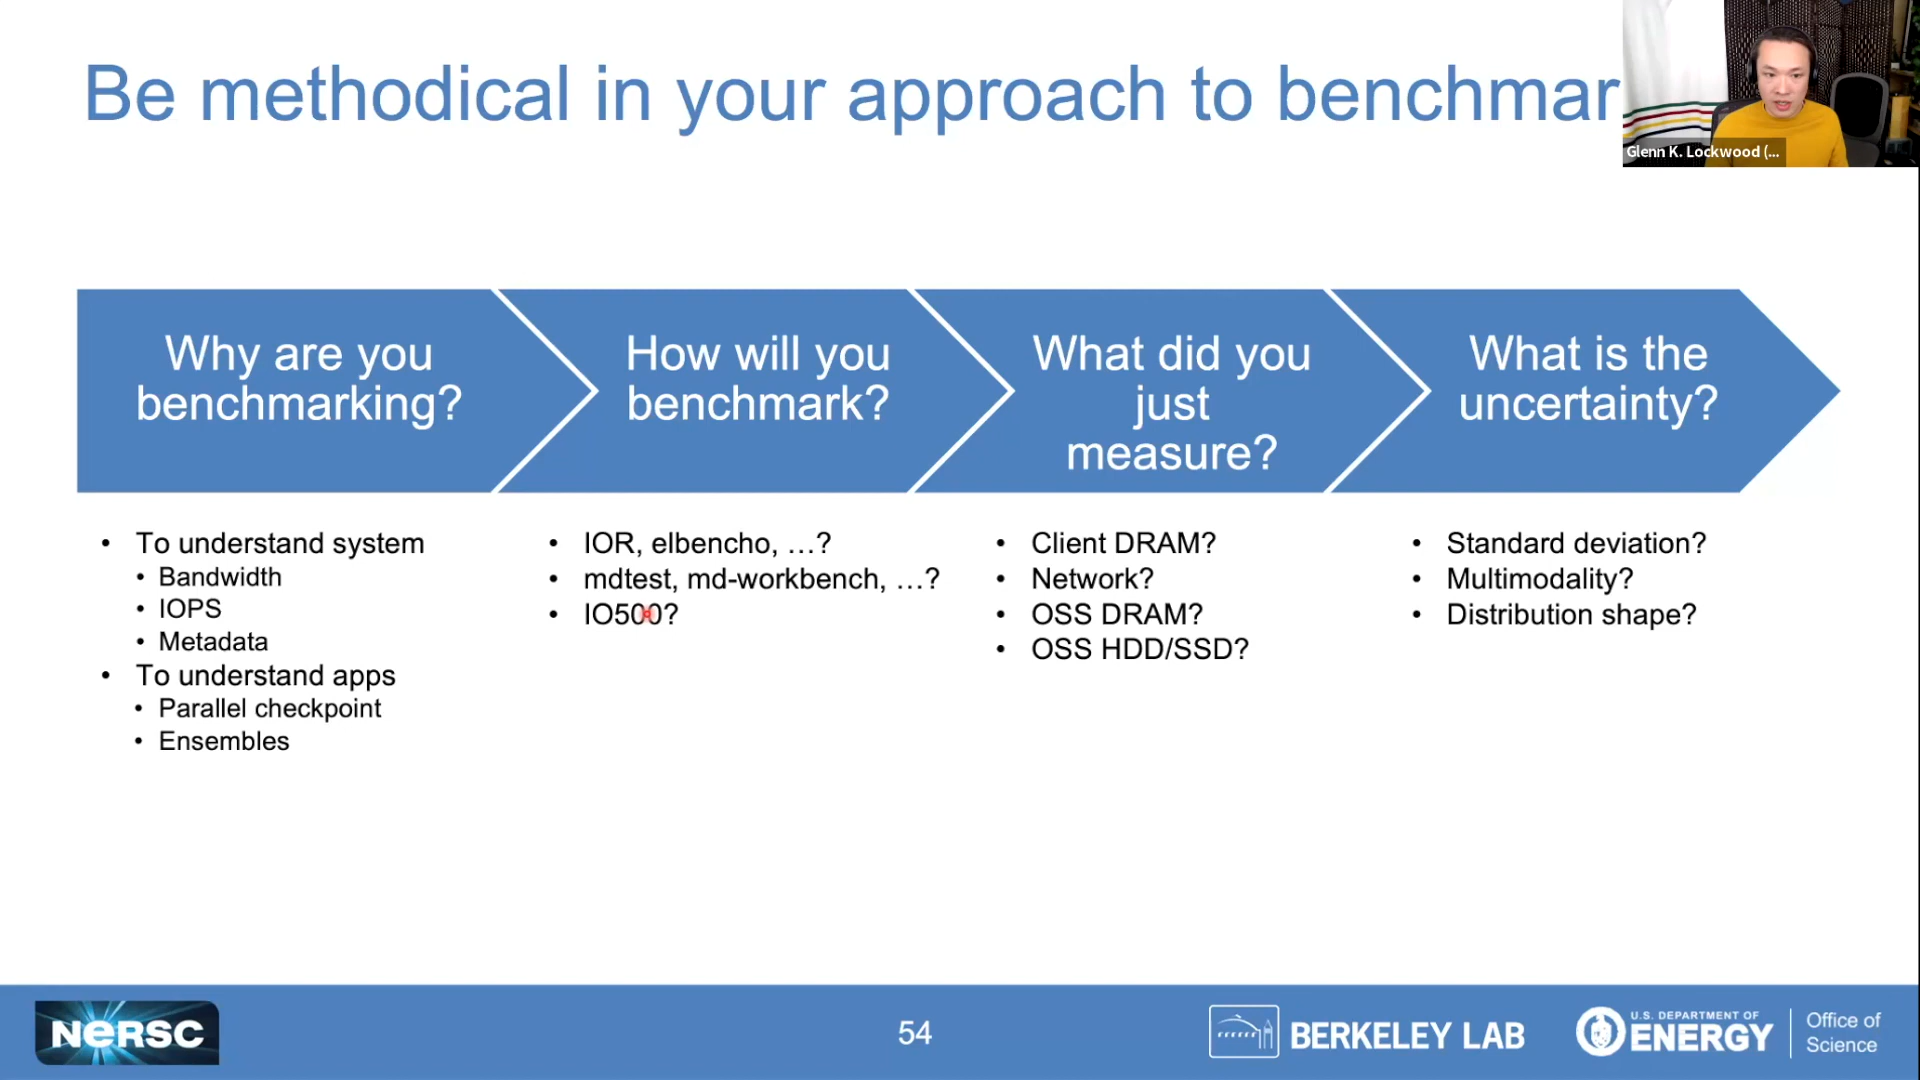 Be methodical in your approach to benchmar
Glenn K. Lockwood (...
Why are you
benchmarking?
How will you
benchmark?
What did you
just
measure?
What is the
uncertainty?
• To understand system
• Bandwidth
• IOPS
• Metadata
• To understand apps
• Parallel checkpoint
• Ensembles
• IOR, elbencho, …?
• mdtest, md-workbench, …?
• IO500?
• Client DRAM?
• Network?
• OSS DRAM?
• OSS HDD/SSD?
• Standard deviation?
• Multimodality?
• Distribution shape?
NERSC
54
BERKELEY LAB
U.S. DEPARTMENT OF
ENERGY
Office of
Science